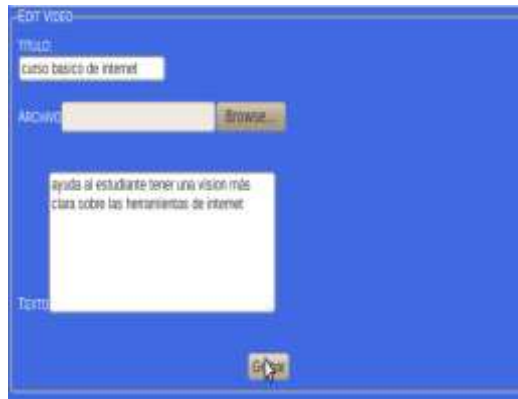 EDIT VIDEO
TITULO:
curso basico de internet
ARCHIVO
Browse...
ayuda al estudiante tener una vision más
clara sobre las herramientas de internet
TEXTO